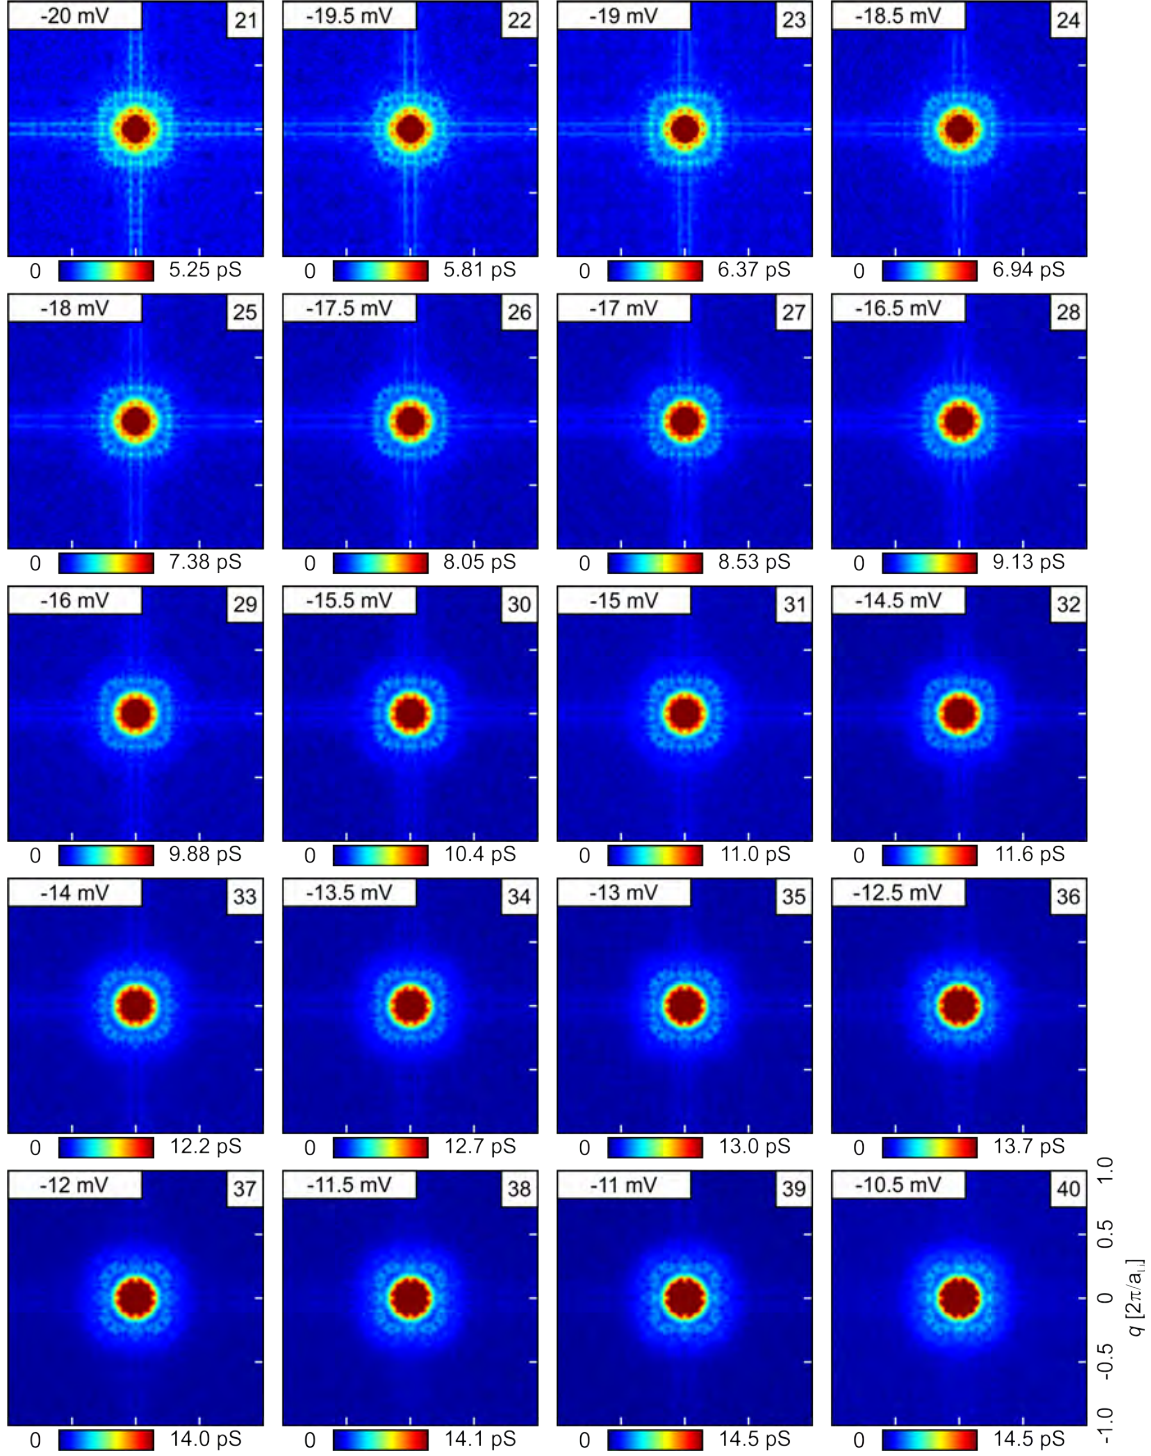 -20 mV 21 -19.5 mV 22 -19 mV 23 -18.5 mV 24
0 5.25 pS 0 5.81 pS 0 6.37 pS 0 6.94 pS
-18 mV 25 -17.5 mV 26 -17 mV 27 -16.5 mV 28
0 7.38 pS 0 8.05 pS 0 8.53 pS 0 9.13 pS
-16 mV 29 -15.5 mV 30 -15 mV 31 -14.5 mV 32
0 9.88 pS 0 10.4 pS 0 11.0 pS 0 11.6 pS
-14 mV 33 -13.5 mV 34 -13 mV 35 -12.5 mV 36
0 12.2 pS 0 12.7 pS 0 13.0 pS 0 13.7 pS
-12 mV 37 -11.5 mV 38 -11 mV 39 -10.5 mV 40
0 14.0 pS 0 14.1 pS 0 14.5 pS 0 14.5 pS
-1.0 -0.5 0 0.5 1.0
q